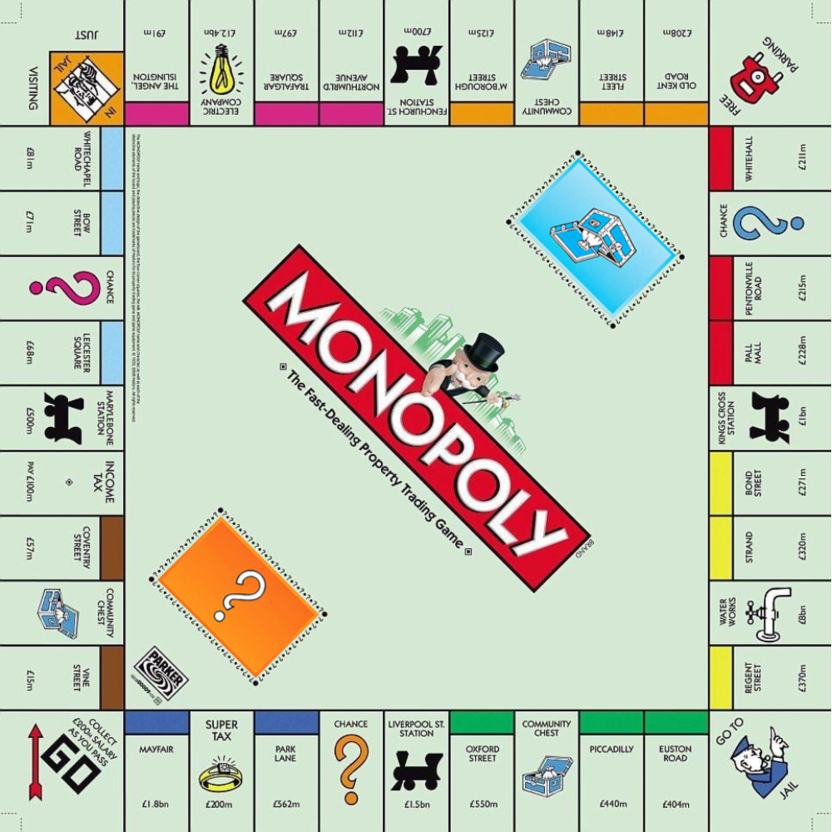 JUST
VISITING
IN
JAIL
THE ANGEL
ISLINGTON
£91m
ELECTRIC
COMPANY
£12.4bn
TRAFALGAR
SQUARE
£97m
NORTHUMRL'D
AVENUE
£112m
FENCHURCH ST.
STATION
£700m
M'BOROUGH
STREET
£125m
COMMUNITY
CHEST
FLEET
STREET
£148m
OLD KENT
ROAD
£208m
FREE
PARKING
WHITEHALL
£211m
CHANCE
?
PENTONVILLE
ROAD
£215m
PALL
MALL
£228m
KINGS CROSS
STATION
£1bn
BOND
STREET
£271m
STRAND
£320m
WATER
WORKS
£8bn
REGENT
STREET
£370m
GO TO
JAIL
EUSTON
ROAD
£404m
PICCADILLY
£440m
COMMUNITY
CHEST
OXFORD
STREET
£550m
LIVERPOOL ST.
STATION
£1.5bn
CHANCE
?
PARK
LANE
£562m
SUPER
TAX
£200m
MAYFAIR
£1.8bn
COLLECT
£200m SALARY
AS YOU PASS
GO
VINE
STREET
£15m
COMMUNITY
CHEST
COVENTRY
STREET
£57m
INCOME
TAX
PAY £100m
MARYLEBONE
STATION
£500m
LEICESTER
SQUARE
£68m
CHANCE
?
BOW
STREET
£71m
WHITECHAPEL
ROAD
£81m
MONOPOLY
BRAND
The Fast-Dealing Property Trading Game
?
PARKER